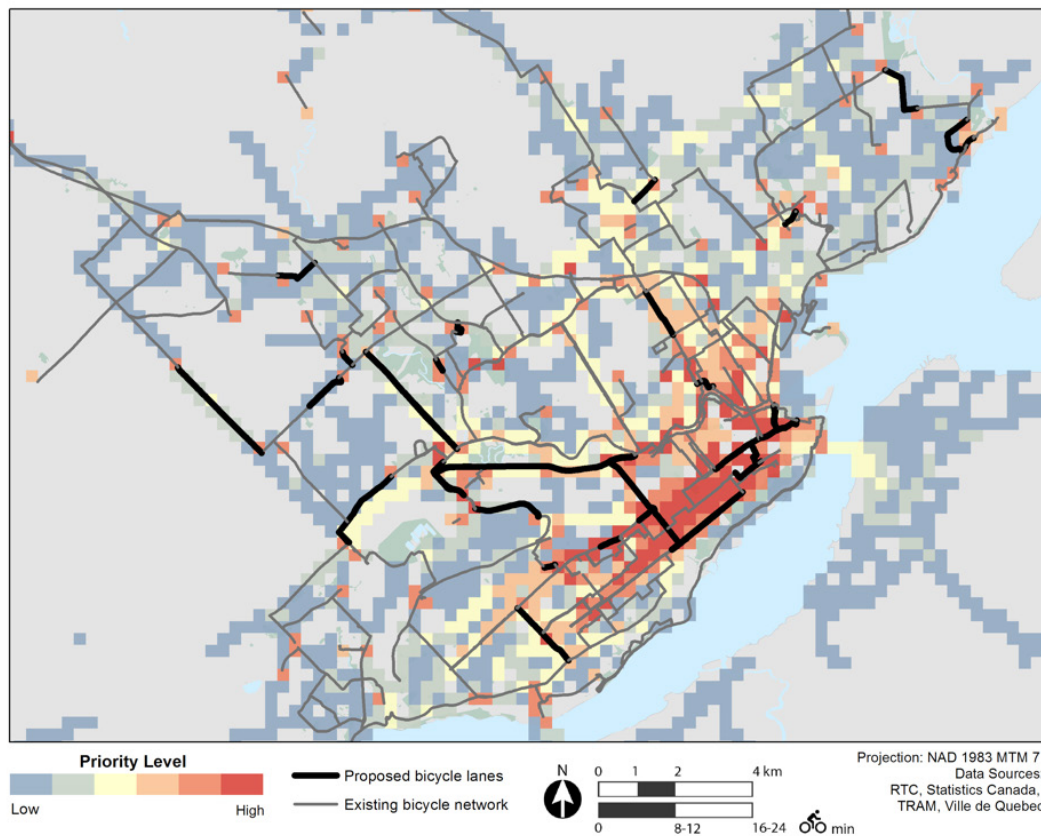 Priority Level
Low
High
Proposed bicycle lanes
Existing bicycle network
N
0 1 2 4 km
0 8-12 16-24 min
Projection: NAD 1983 MTM 7
Data Sources:
RTC, Statistics Canada,
TRAM, Ville de Quebec